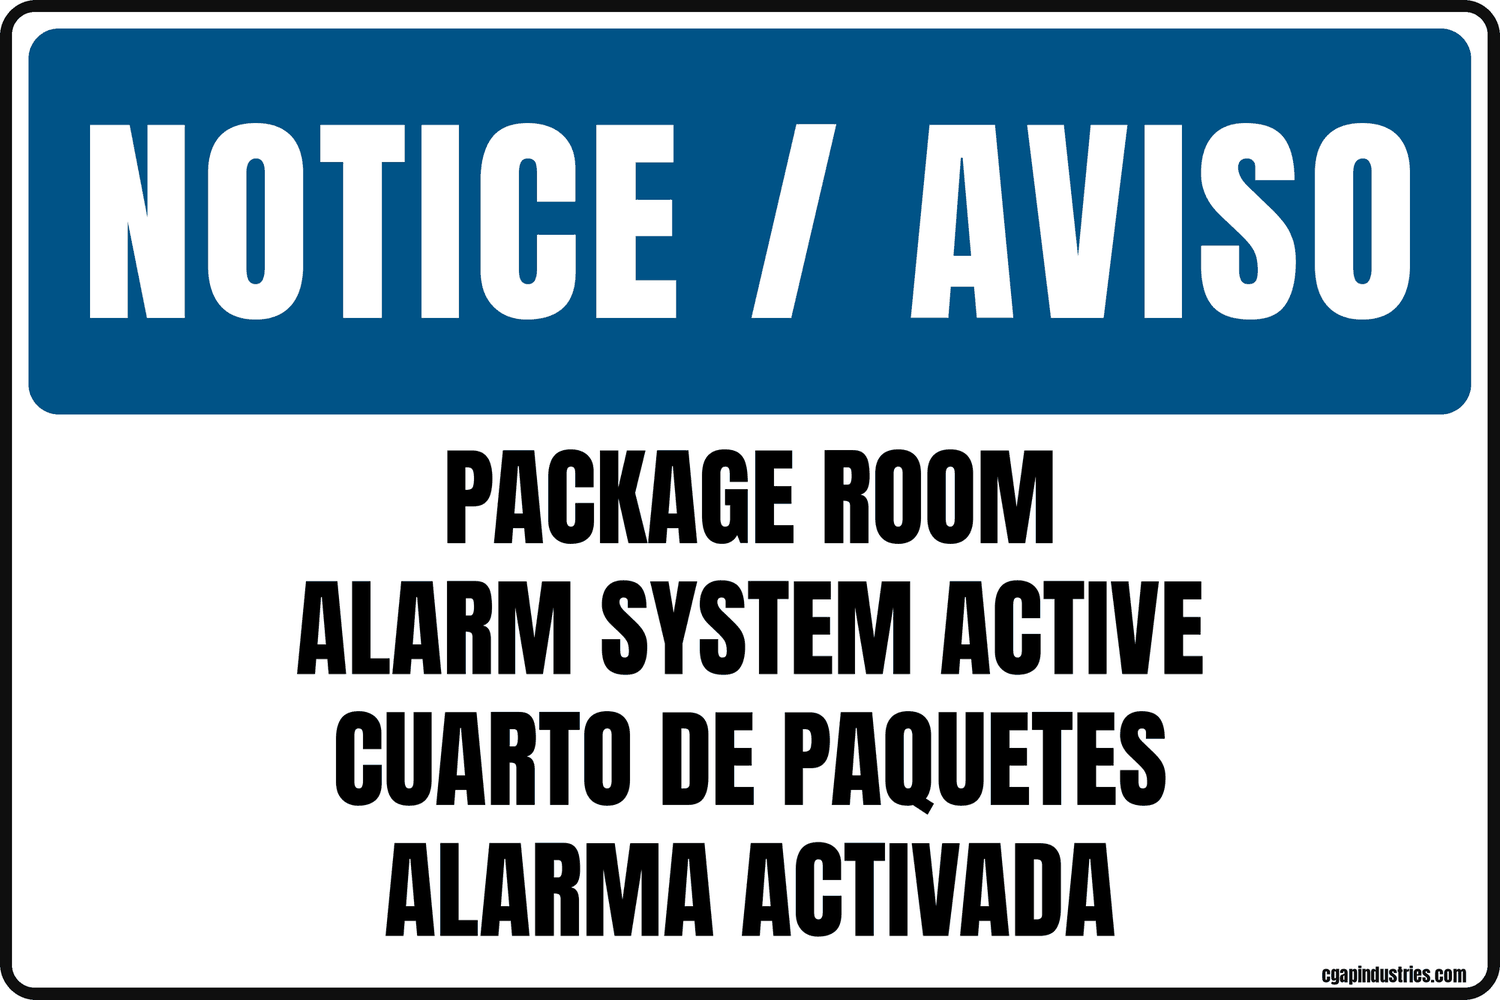 NOTICE / AVISO
PACKAGE ROOM
ALARM SYSTEM ACTIVE
CUARTO DE PAQUETES
ALARMA ACTIVADA
cgapindustries.com